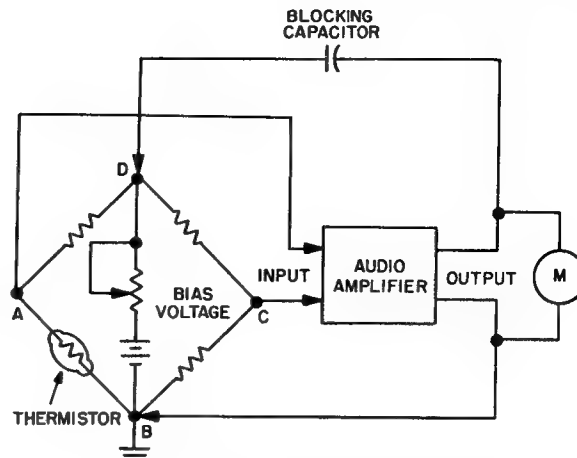 BLOCKING
CAPACITOR
D
INPUT
AUDIO
AMPLIFIER
OUTPUT
M
A
BIAS
VOLTAGE
C
THERMISTOR
B